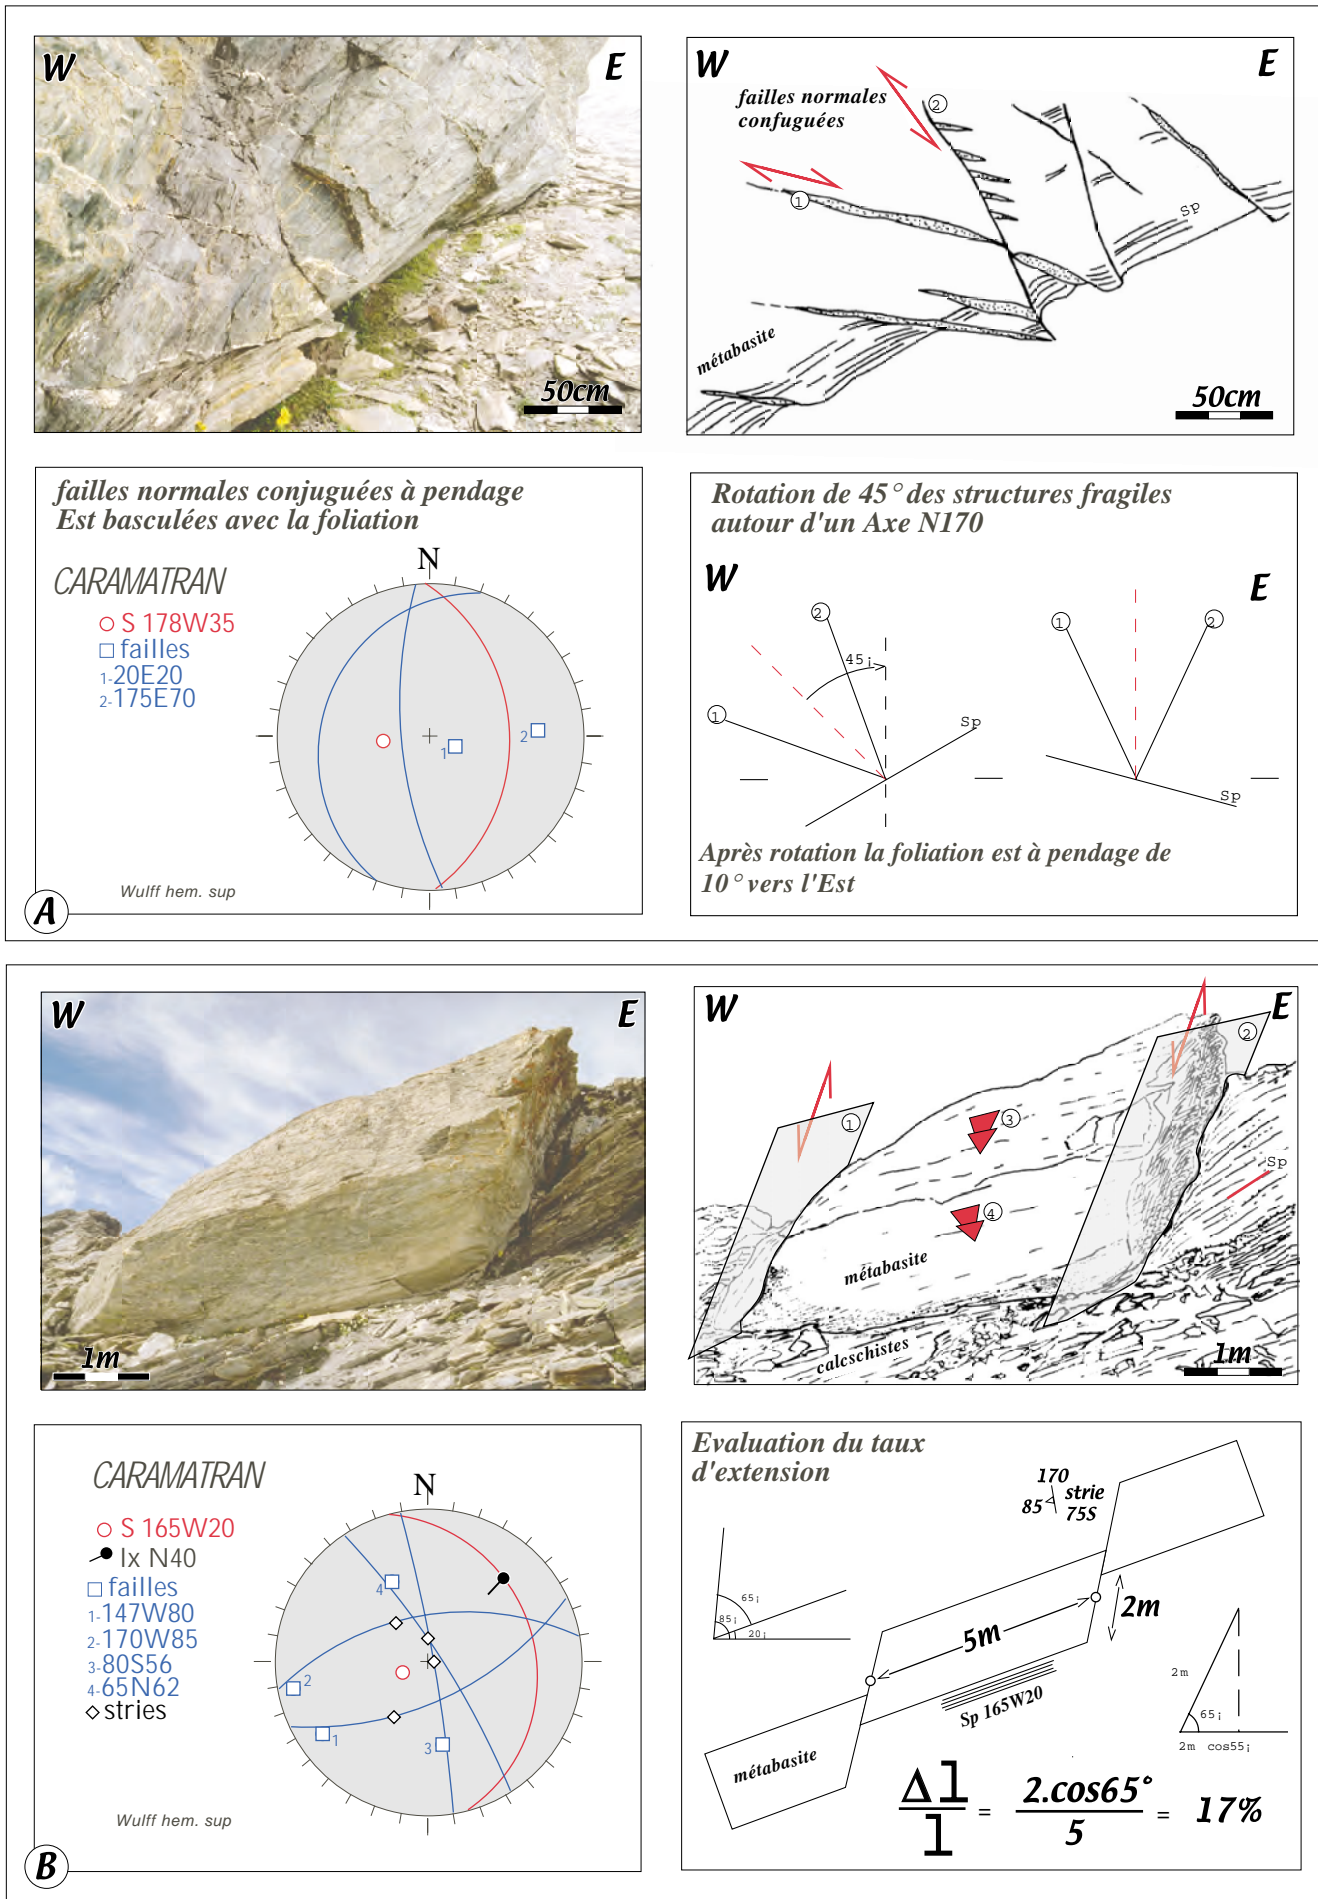 W
E
50cm
W
E
failles normales
confuguées
2
1
Sp
métabasite
50cm
failles normales conjuguées à pendage
Est basculées avec la foliation
CARAMATRAN
S 178W35
failles
1-20E20
2-175E70
N
1
2
Wulff hem. sup
A
Rotation de 45° des structures fragiles
autour d'un Axe N170
W
E
2
1
45¡
Sp
1
2
Sp
Après rotation la foliation est à pendage de
10° vers l'Est
W
E
1m
W
E
2
1
3
Sp
4
métabasite
calcschistes
1m
CARAMATRAN
S 165W20
lx N40
failles
1-147W80
2-170W85
3-80S56
4-65N62
stries
N
4
2
1
3
Wulff hem. sup
B
Evaluation du taux
d'extension
170
85
strie
75S
65¡
85¡
20¡
5m
2m
Sp 165W20
métabasite
2m
65¡
2m cos55¡
Δl
l
=
2.cos65°
5
= 17%